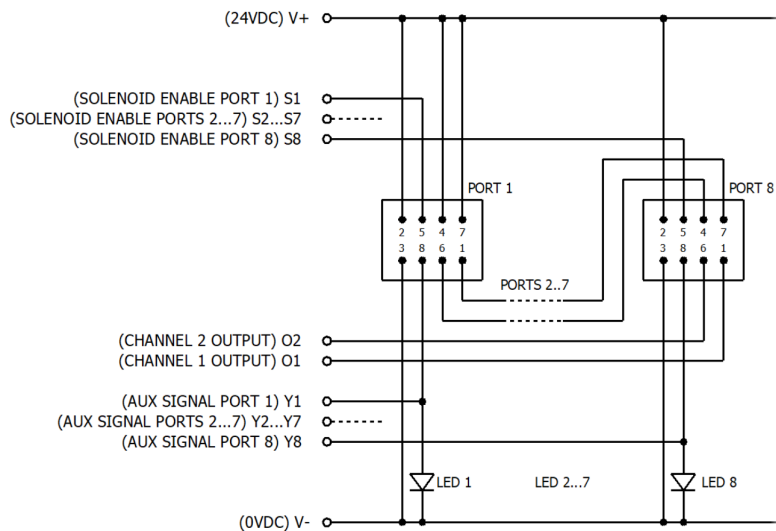 (24VDC) V+
(SOLENOID ENABLE PORT 1) S1
(SOLENOID ENABLE PORTS 2...7) S2...S7
(SOLENOID ENABLE PORT 8) S8
PORT 1
PORT 8
2 5 4 7
3 8 6 1
2 5 4 7
3 8 6 1
PORTS 2..7
(CHANNEL 2 OUTPUT) O2
(CHANNEL 1 OUTPUT) O1
(AUX SIGNAL PORT 1) Y1
(AUX SIGNAL PORTS 2...7) Y2...Y7
(AUX SIGNAL PORT 8) Y8
LED 1
LED 2...7
LED 8
(0VDC) V-